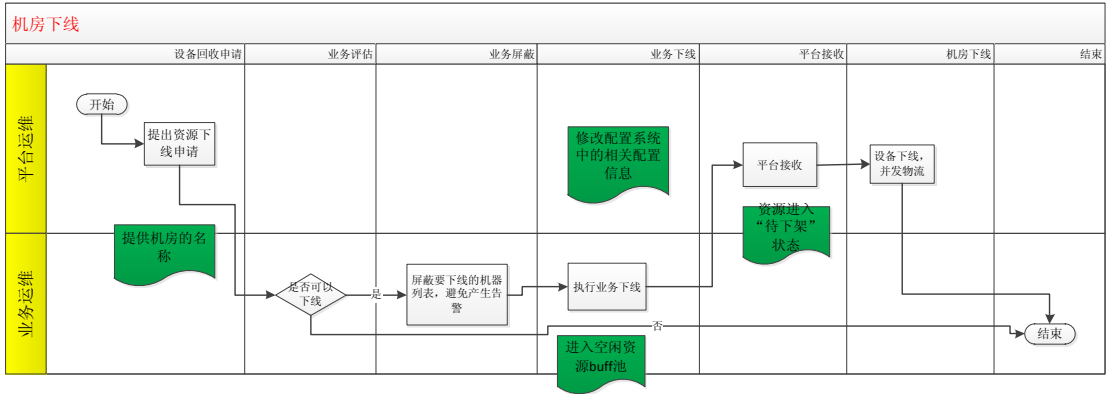 机房下线
设备回收申请
业务评估
业务屏蔽
业务下线
平台接收
机房下线
结束
平台运维
开始
提出资源下
线申请
修改配置系统
中的相关配置
信息
平台接收
设备下线，
并发物流
资源进入
“待下架”
状态
提供机房的名
称
业务运维
是否可以
下线
是
屏蔽要下线的机器
列表，避免产生告
警
执行业务下线
否
结束
进入空闲资
源buff池